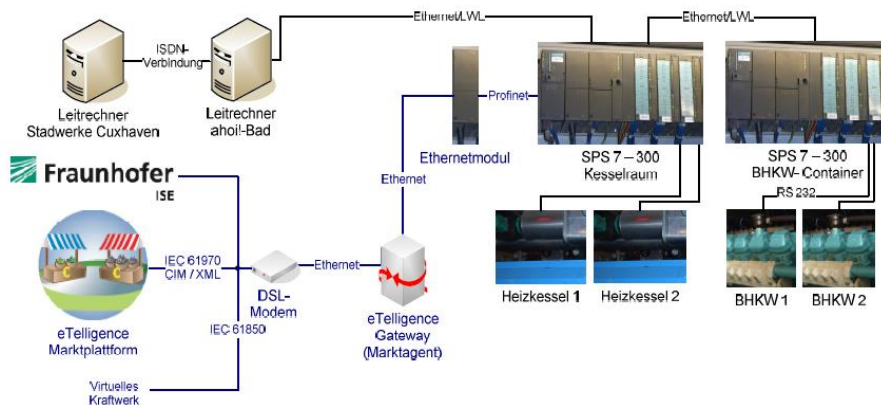 Ethernet/LWL
Ethernet/LWL
ISDN-
Verbindung
Leitrechner
Stadwerke Cuxhaven
Leitrechner
ahoi!-Bad
Profinet
Ethernetmodul
SPS 7 – 300
Kesselraum
SPS 7 – 300
BHKW- Container
RS 232
Fraunhofer
ISE
Ethernet
IEC 61970
CIM / XML
Ethernet
DSL-
Modem
IEC 61850
eTelligence
Marktplattform
eTelligence
Gateway
(Marktagent)
Heizkessel 1
Heizkessel 2
BHKW 1
BHKW 2
Virtuelles
Kraftwerk